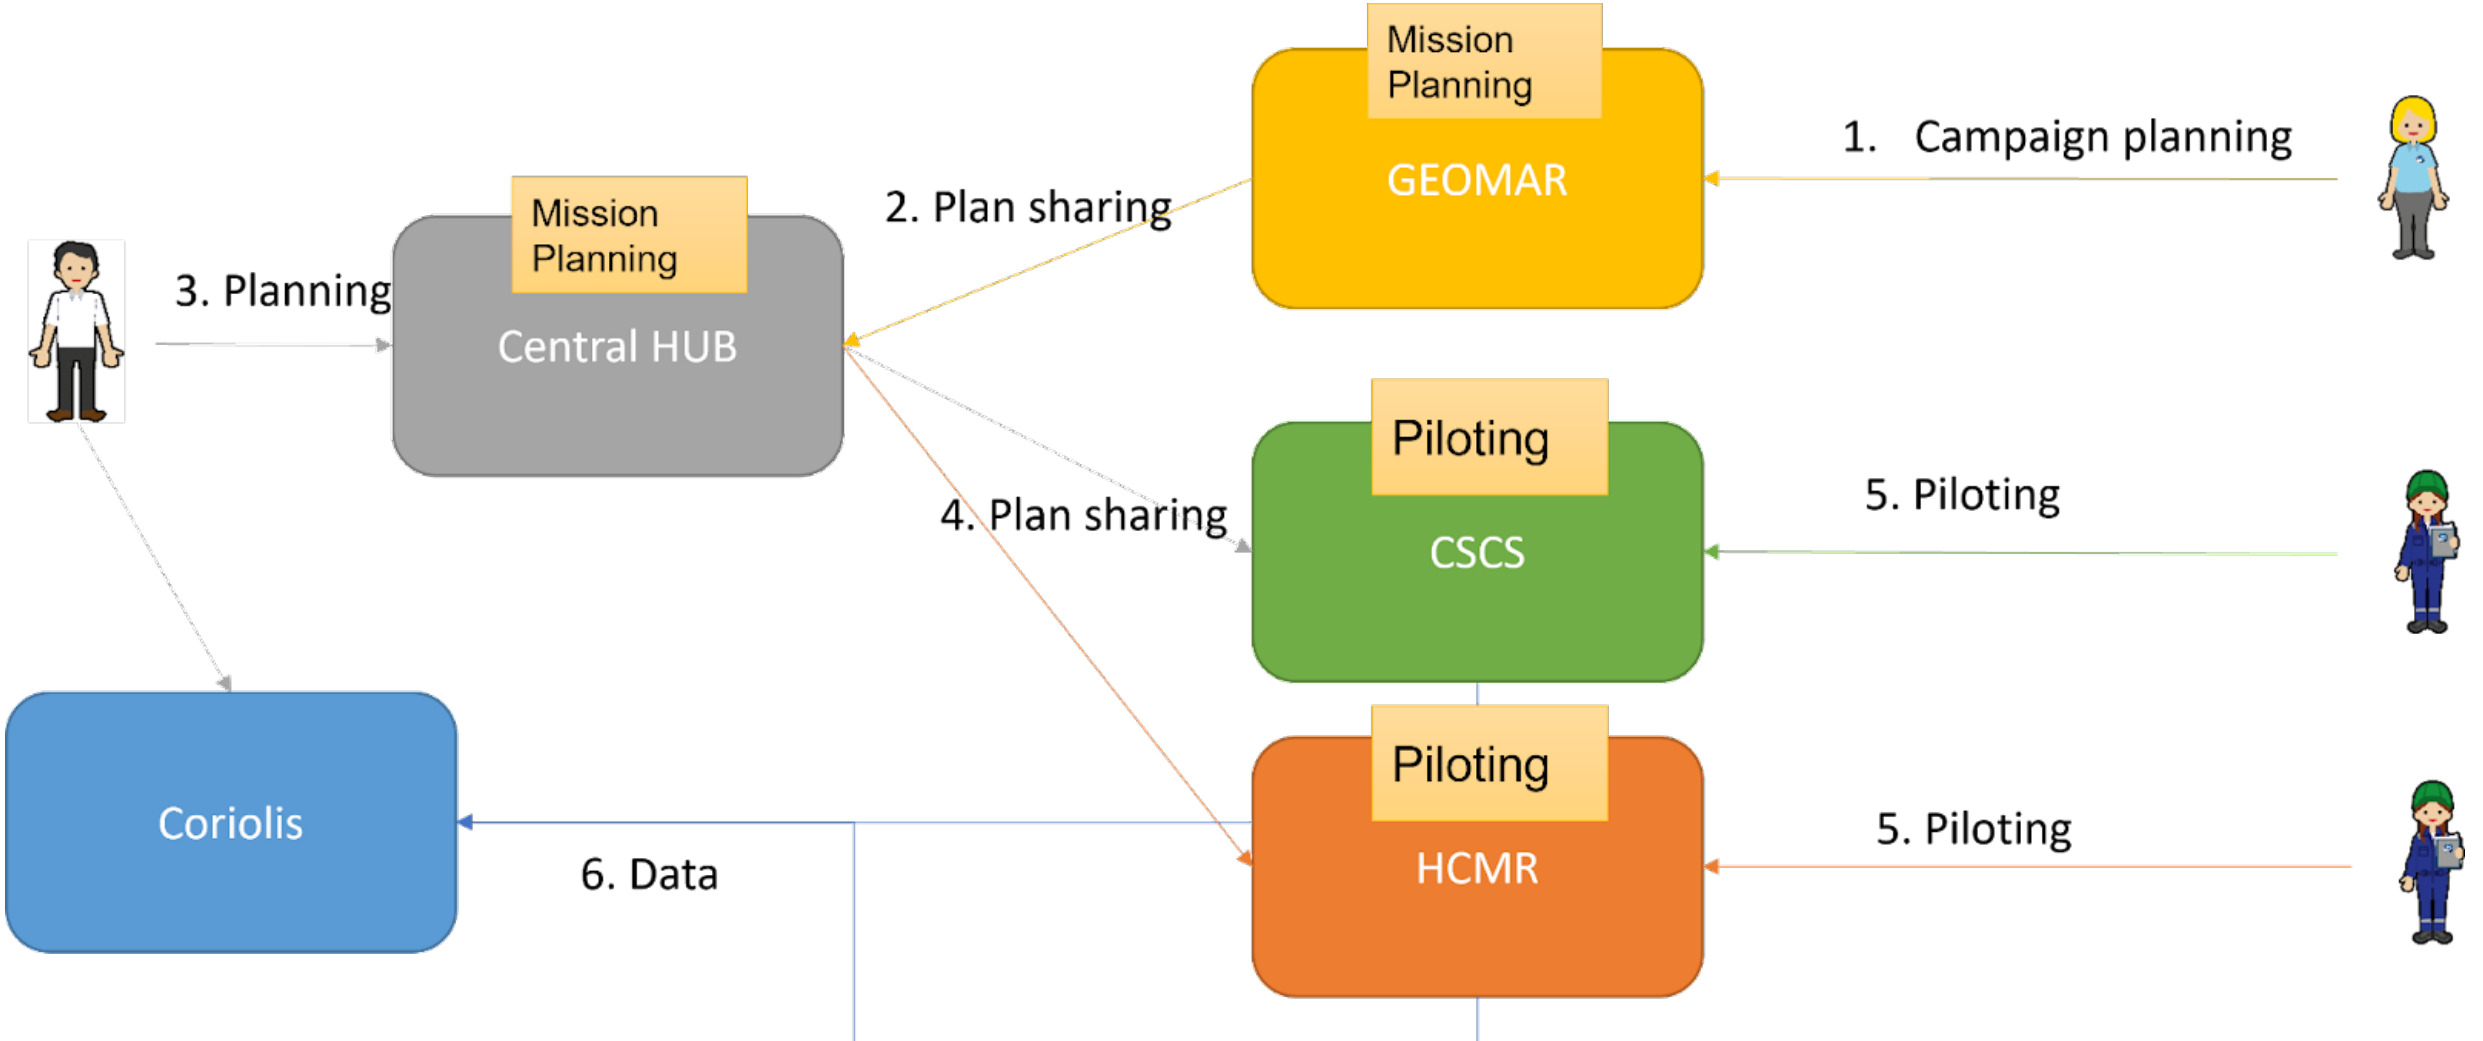 Mission
Planning
GEOMAR
1. Campaign planning
2. Plan sharing
Mission
Planning
Central HUB
3. Planning
Piloting
CSCS
5. Piloting
4. Plan sharing
Piloting
HCMR
5. Piloting
Coriolis
6. Data